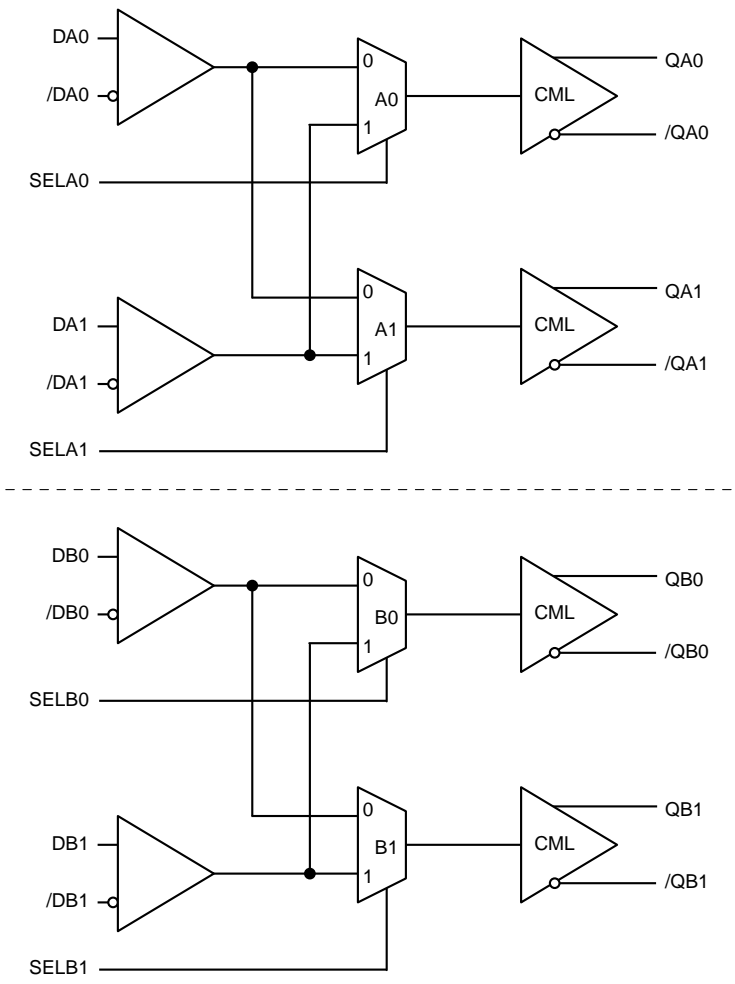 DA0
0
QA0
/DA0
A0
CML
1
/QA0
SELA0
0
QA1
DA1
A1
CML
1
/QA1
/DA1
SELA1
DB0
0
QB0
/DB0
B0
CML
1
/QB0
SELB0
0
QB1
DB1
B1
CML
1
/QB1
/DB1
SELB1